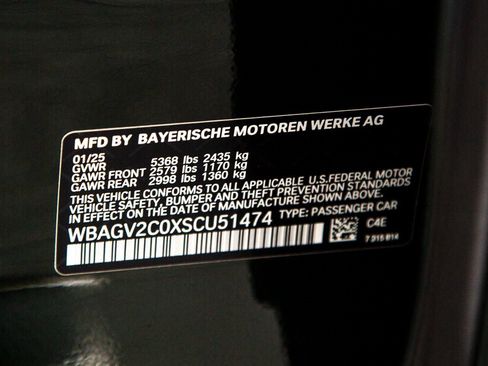 MFD BY BAYERISCHE MOTOREN WERKE AG
01/25 5368 lbs 2435 kg
GVWR
GAWR FRONT 2579 lbs 1170 kg
GAWR REAR 2998 lbs 1360 kg
THIS VEHICLE CONFORMS TO ALL APPLICABLE U.S.FEDERAL MOTOR
VEHICLE SAFETY, BUMPER, AND THEFT PREVENTION STANDARDS
IN EFFECT ON THE DATE OF MANUFACTURE SHOWN ABOVE.
WBAGV2C0XSCU51474 TYPE: PASSENGER CAR
C4E
7 315 814